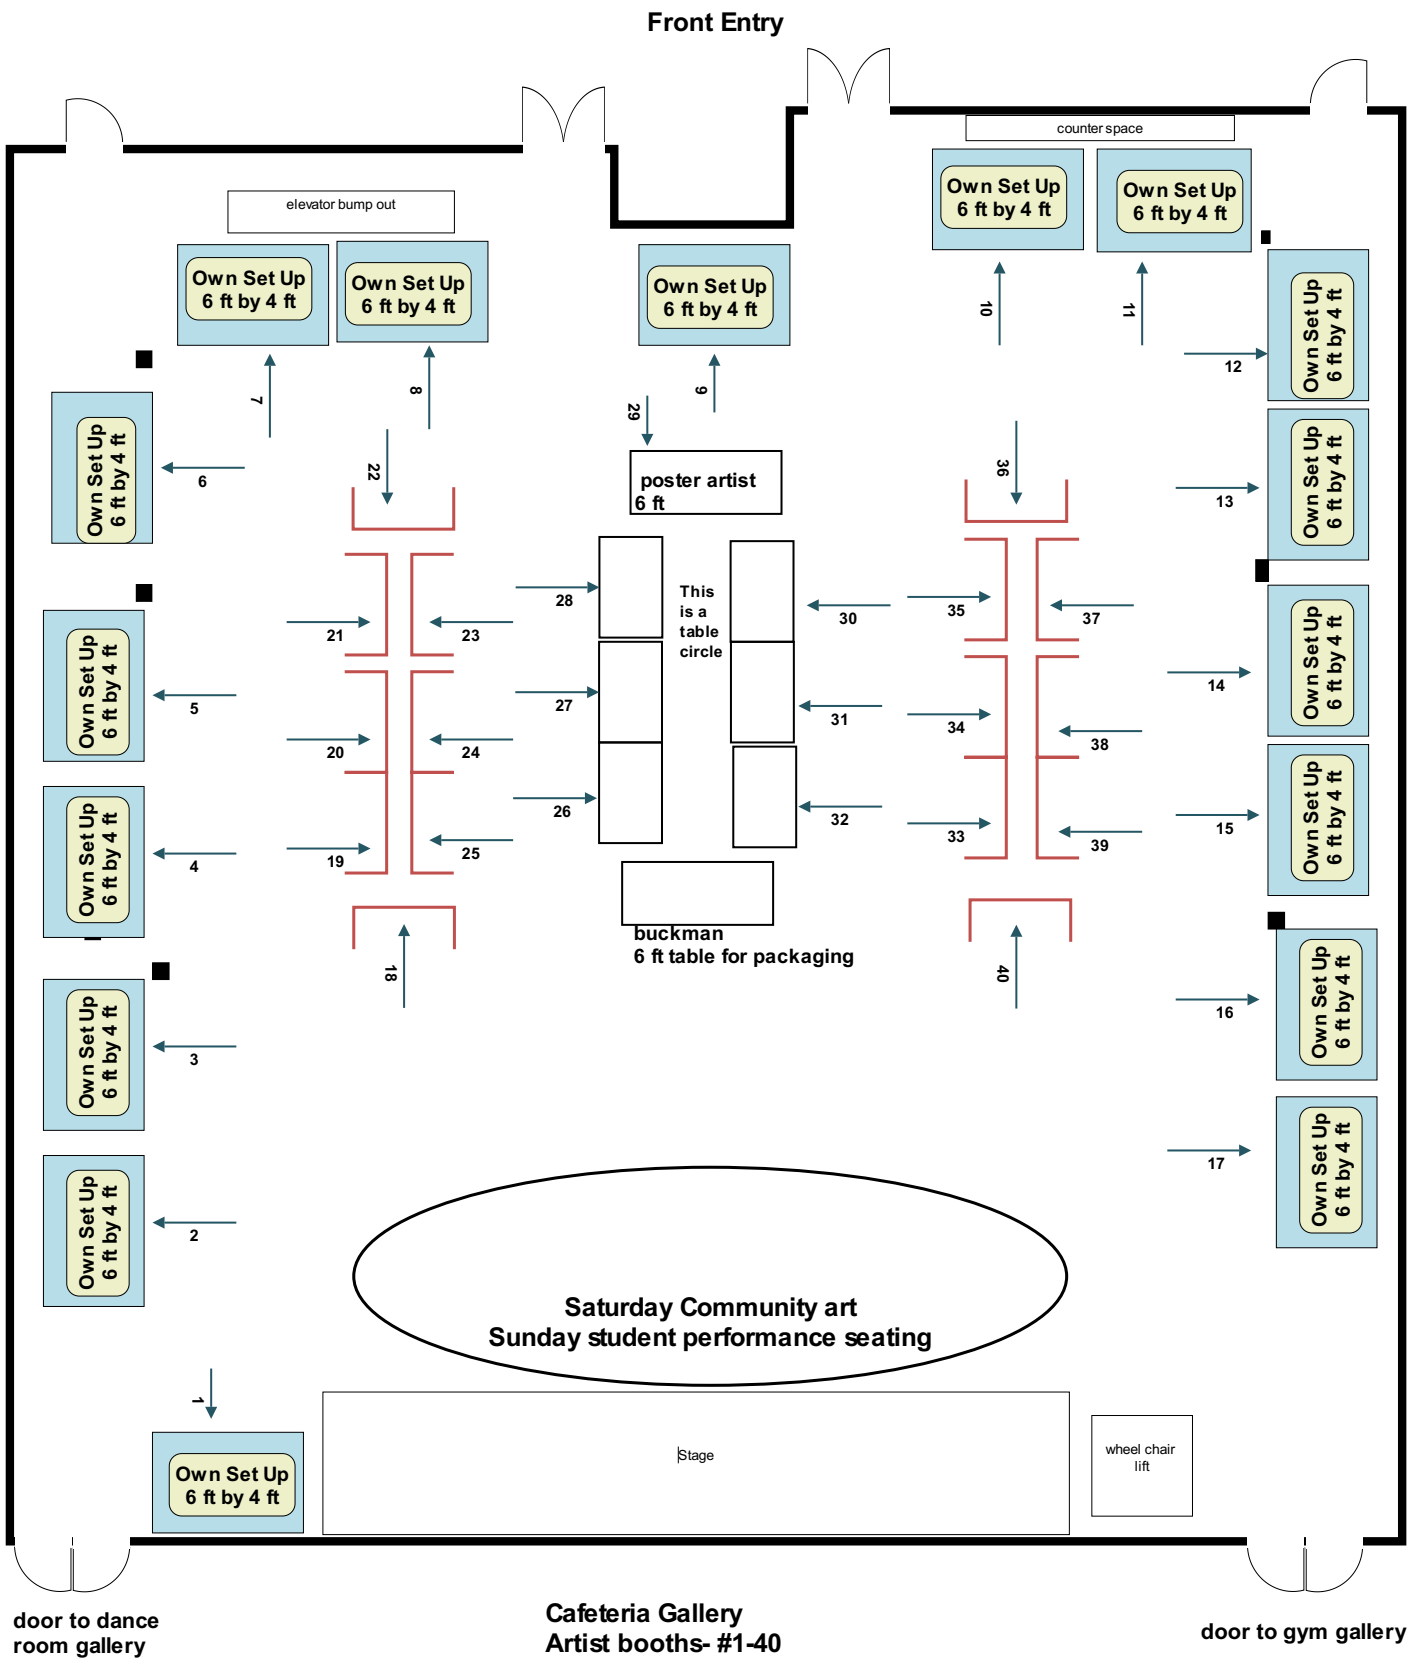 Front Entry
counter space
elevator bump out
Own Set Up
6 ft by 4 ft
Own Set Up
6 ft by 4 ft
Own Set Up
6 ft by 4 ft
Own Set Up
6 ft by 4 ft
Own Set Up
6 ft by 4 ft
7
8
9
10
11
12
Own Set Up
6 ft by 4 ft
29
Own Set Up
6 ft by 4 ft
6
22
poster artist
6 ft
36
13
Own Set Up
6 ft by 4 ft
This
is a
table
circle
Own Set Up
6 ft by 4 ft
5
21
23
28
30
35
37
14
Own Set Up
6 ft by 4 ft
20
24
27
31
34
38
Own Set Up
6 ft by 4 ft
4
19
25
26
32
33
39
15
Own Set Up
6 ft by 4 ft
buckman
6 ft table for packaging
18
40
Own Set Up
6 ft by 4 ft
3
16
Own Set Up
6 ft by 4 ft
Own Set Up
6 ft by 4 ft
2
17
Own Set Up
6 ft by 4 ft
Saturday Community art
Sunday student performance seating
1
Own Set Up
6 ft by 4 ft
Stage
wheel chair
lift
door to dance
room gallery
Cafeteria Gallery
Artist booths- #1-40
door to gym gallery